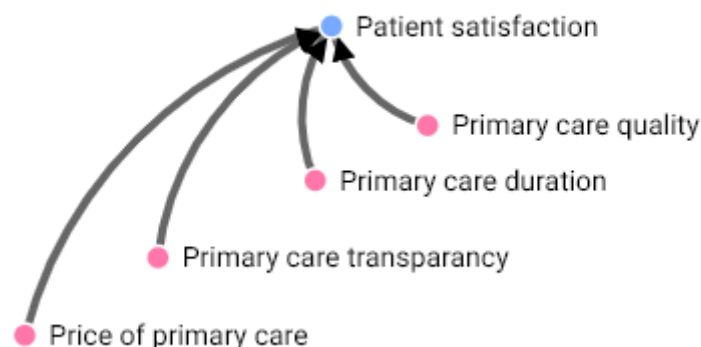 Patient satisfaction
Primary care quality
Primary care duration
Primary care transparancy
Price of primary care